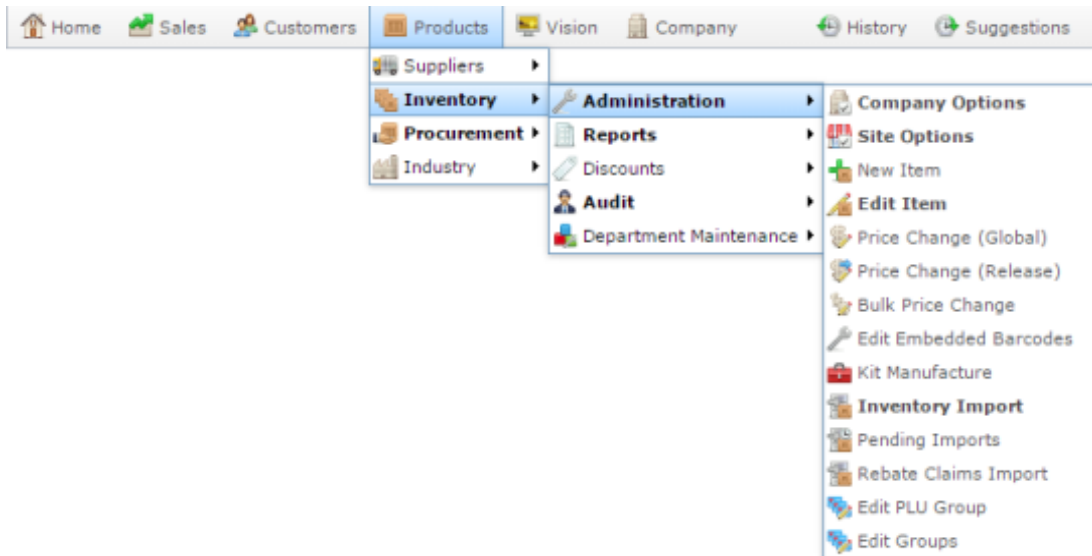 Home Sales Customers Products Vision Company History Suggestions
Suppliers
Inventory
Procurement
Industry
Administration
Reports
Discounts
Audit
Department Maintenance
Company Options
Site Options
New Item
Edit Item
Price Change (Global)
Price Change (Release)
Bulk Price Change
Edit Embedded Barcodes
Kit Manufacture
Inventory Import
Pending Imports
Rebate Claims Import
Edit PLU Group
Edit Groups